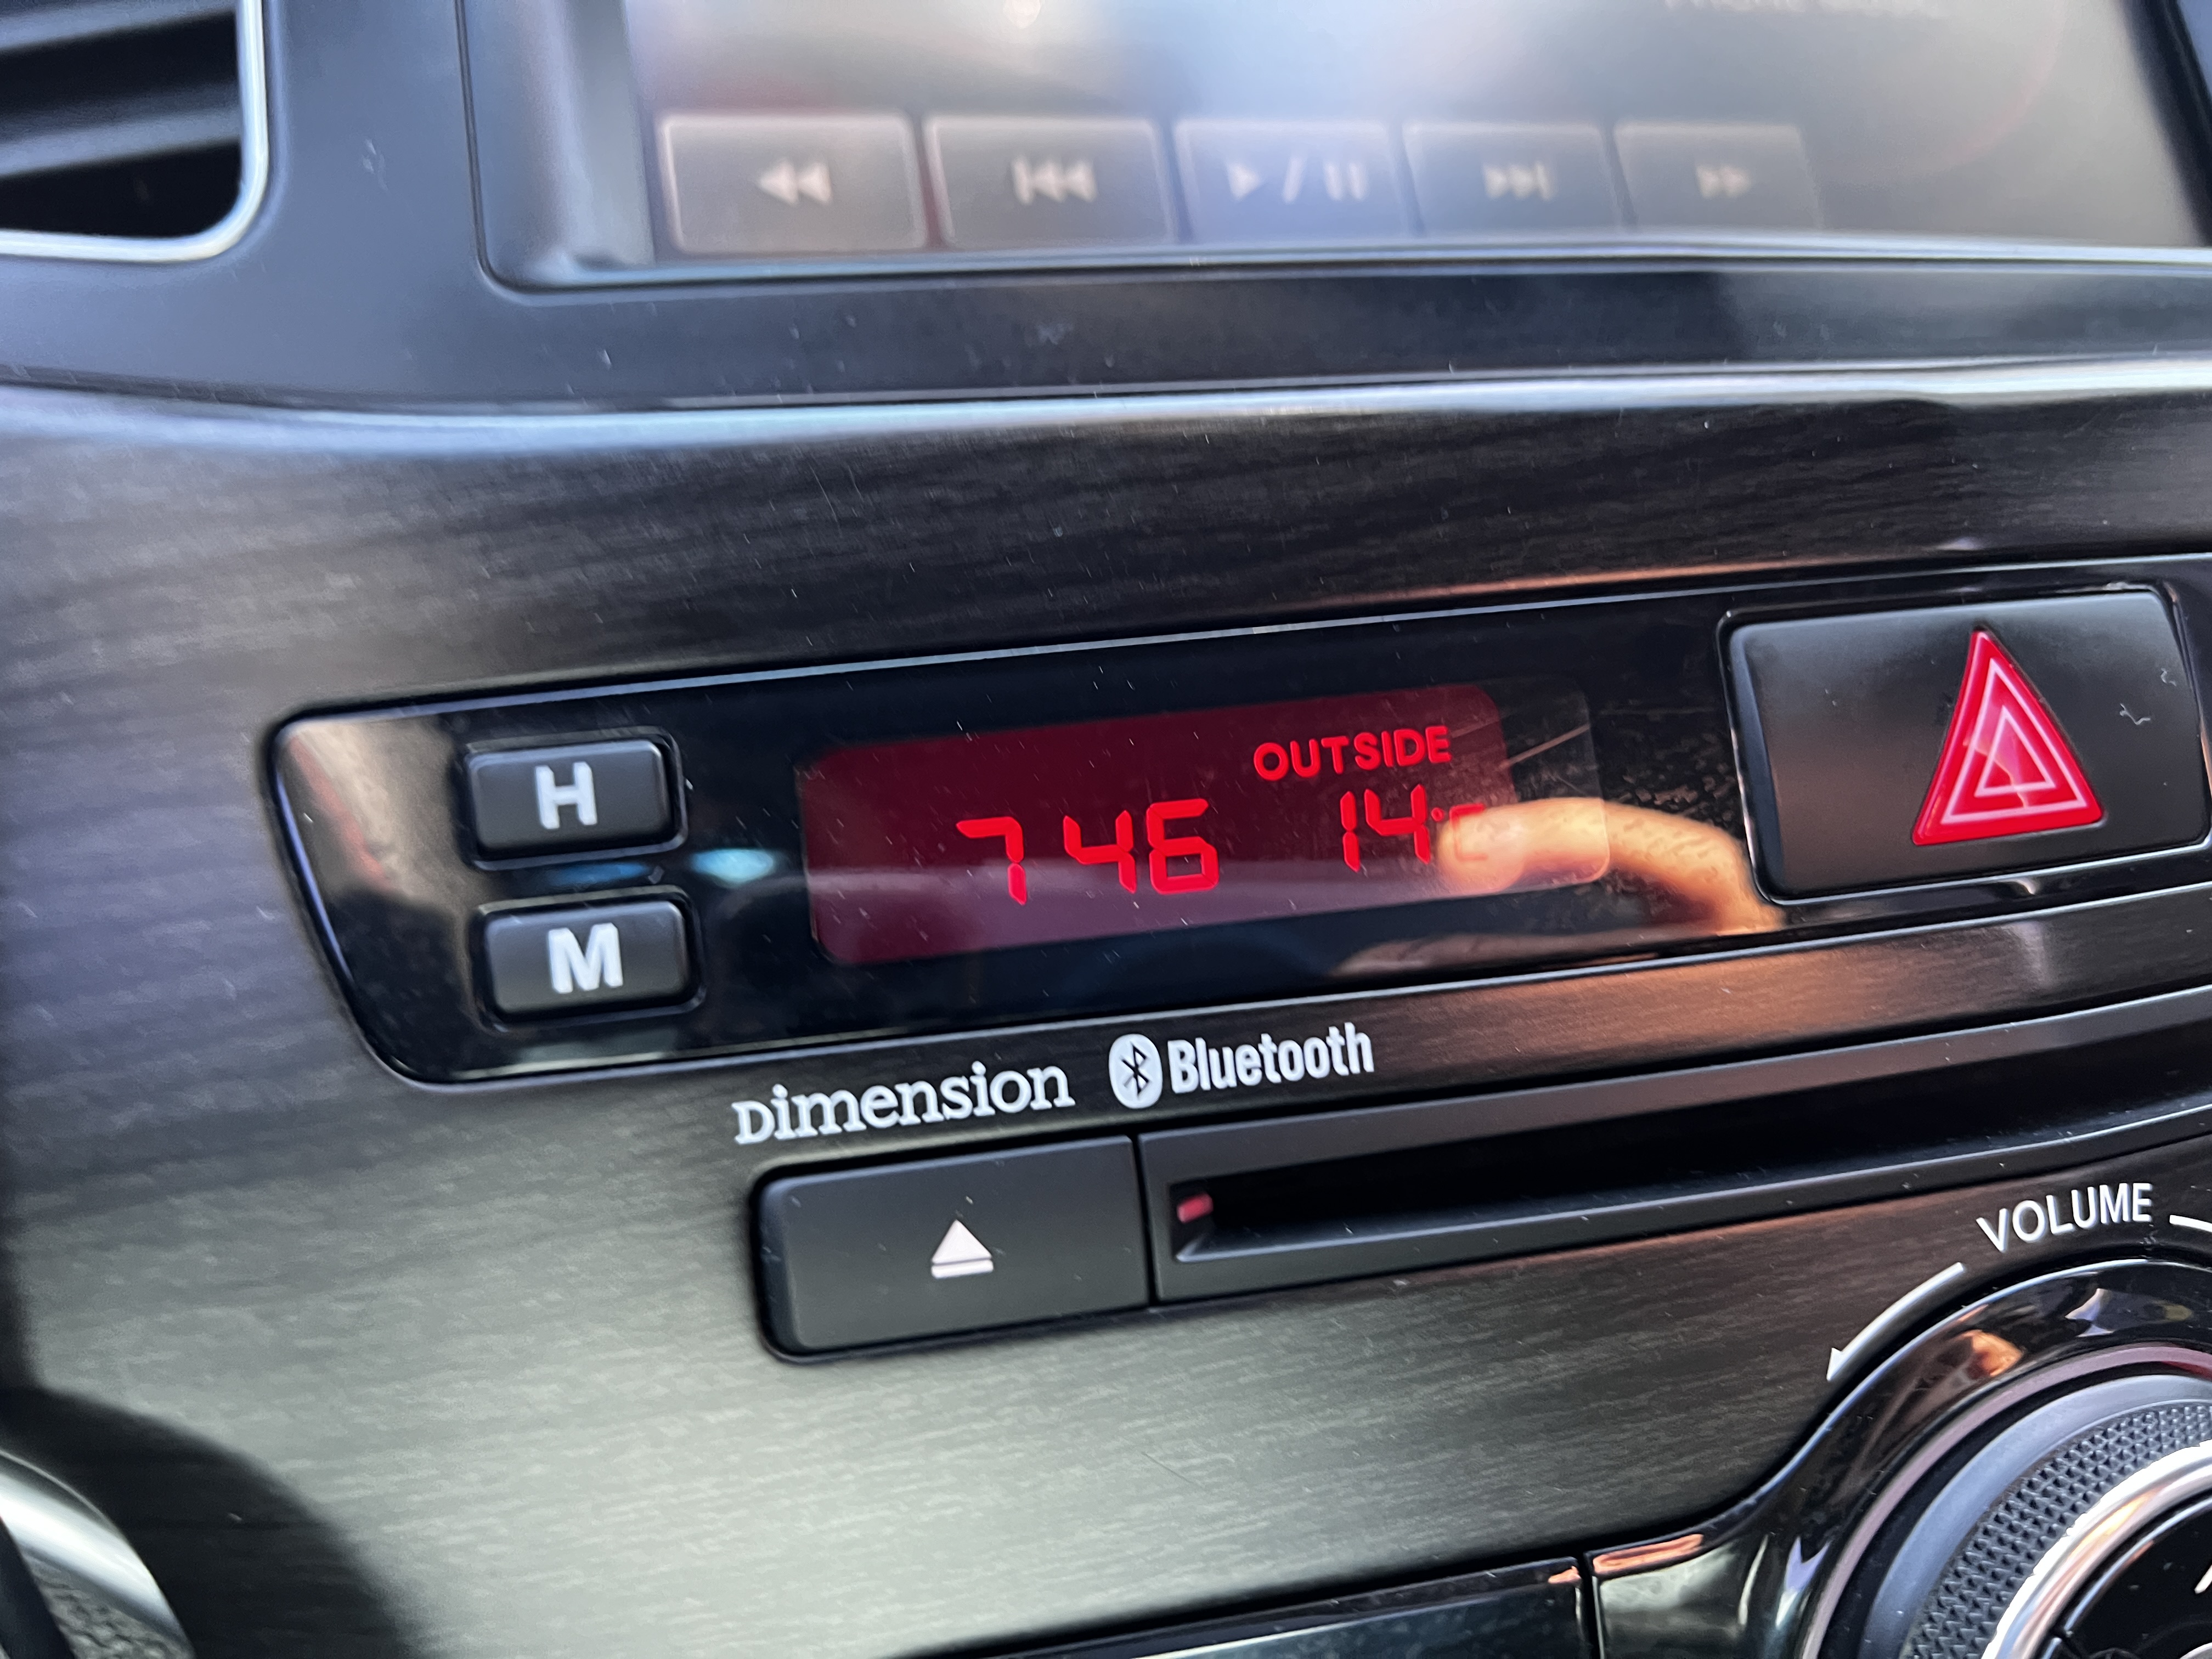 H
OUTSIDE
7 46 14°C
M
Dimension Bluetooth
VOLUME